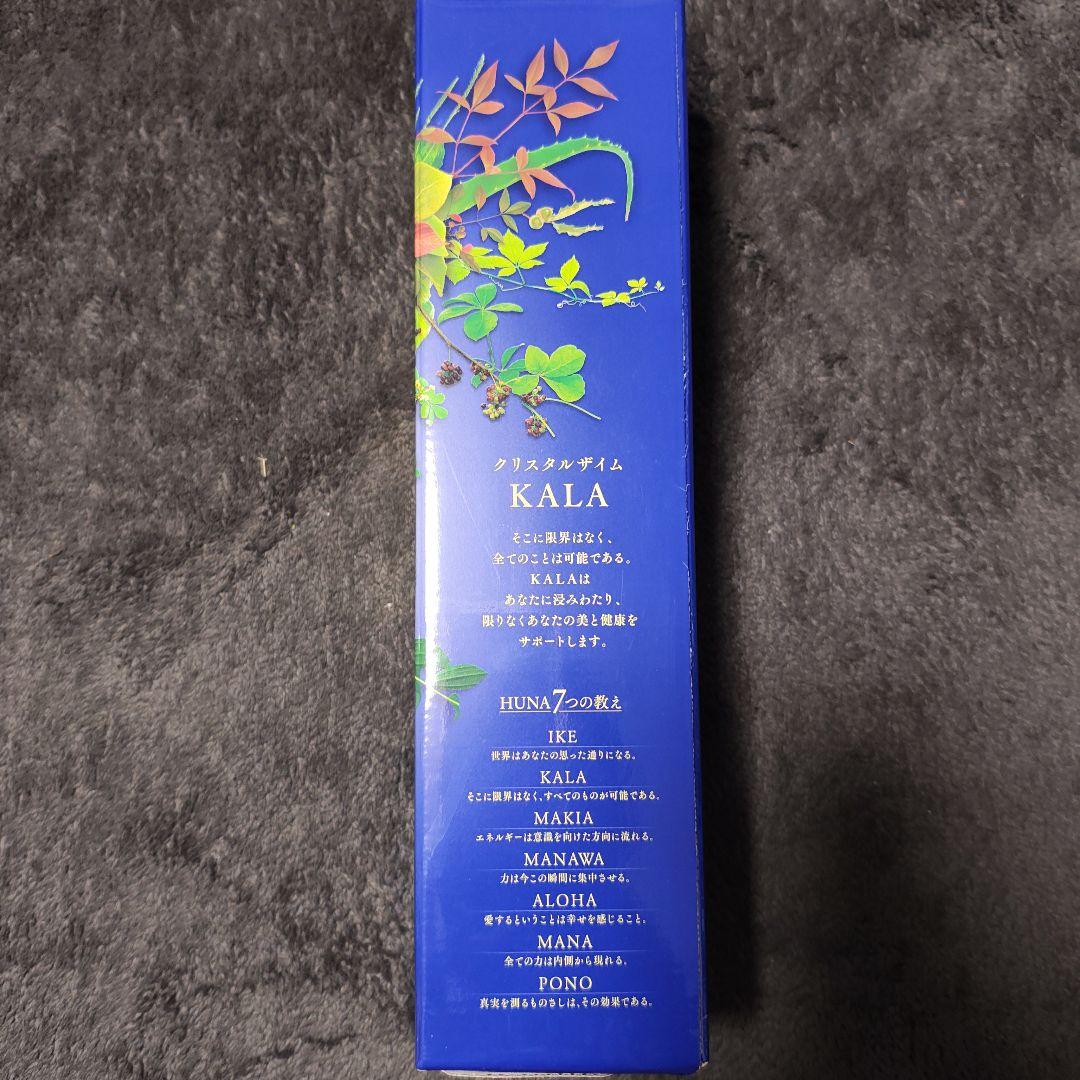 クリスタルザイム
KALA
そこに限界はなく、
全てのことは可能である。
KALAは
あなたに浸みわたり、
限りなくあなたの美と健康を
サポートします。
HUNA7つの教え
IKE
世界はあなたの思った通りになる。
KALA
そこに限界はなく、すべてのものが可能である。
MAKIA
エネルギーは意識を向けた方向に流れる。
MANAWA
力は今この瞬間に集中させる。
ALOHA
愛するということは幸せを感じること。
MANA
全ての力は内側から現れる。
PONO
真実を測るものさしは、その効果である。